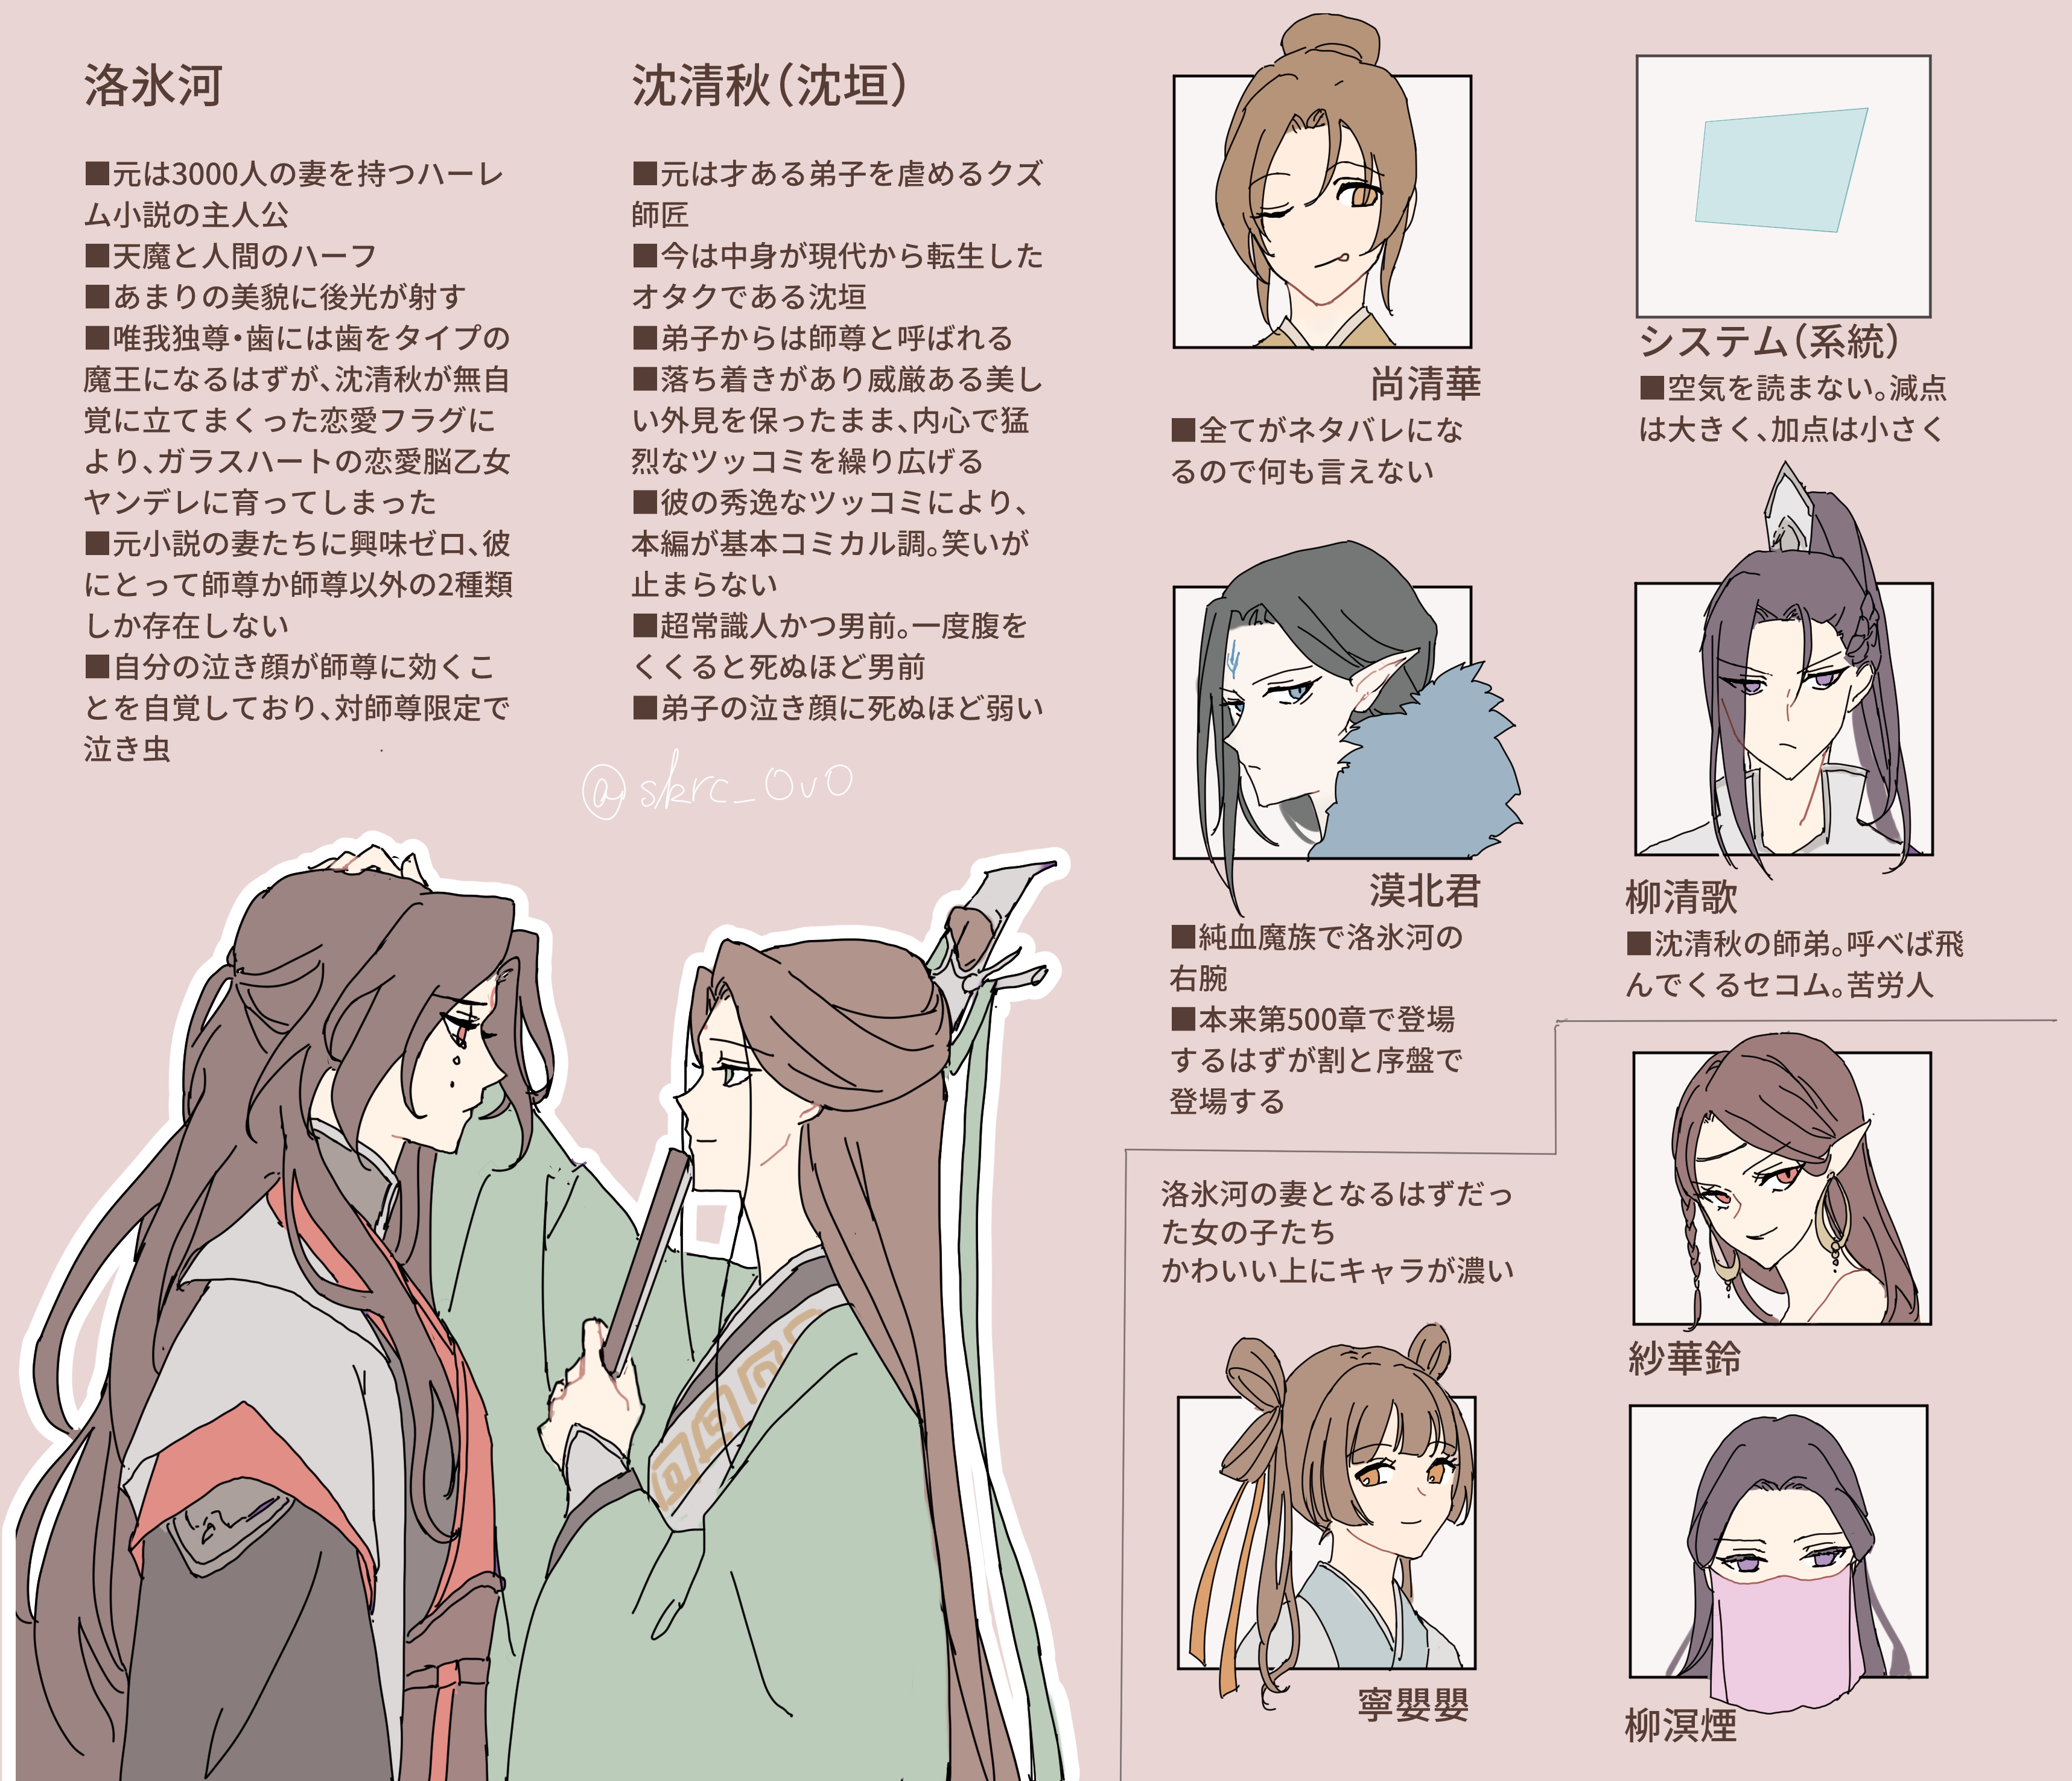 洛氷河
■元は3000人の妻を持つハーレ
ム小説の主人公
■天魔と人間のハーフ
■あまりの美貌に後光が射す
■唯我独尊・歯には歯をタイプの
魔王になるはずが、沈清秋が無自
覚に立てまくった恋愛フラグに
より、ガラスハートの恋愛脳乙女
ヤンデレに育ってしまった
■元小説の妻たちに興味ゼロ、彼
にとって師尊か師尊以外の2種類
しか存在しない
■自分の泣き顔が師尊に効くこ
とを自覚しており、対師尊限定で
泣き虫
沈清秋（沈垣）
■元は才ある弟子を虐めるクズ
師匠
■今は中身が現代から転生した
オタクである沈垣
■弟子からは師尊と呼ばれる
■落ち着きがあり威厳ある美し
い外見を保ったまま、内心で猛
烈なツッコミを繰り広げる
■彼の秀逸なツッコミにより、
本編が基本コミカル調。笑いが
止まらない
■超常識人かつ男前。一度腹を
くくると死ぬほど男前
■弟子の泣き顔に死ぬほど弱い
@skrc_0v0
尚清華
■全てがネタバレにな
るので何も言えない
システム（系統）
■空気を読まない。減点
は大きく、加点は小さく
漠北君
■純血魔族で洛氷河の
右腕
■本来第500章で登場
するはずが割と序盤で
登場する
柳清歌
■沈清秋の師弟。呼べば飛
んでくるセコム。苦労人
洛氷河の妻となるはずだっ
た女の子たち
かわいい上にキャラが濃い
紗華鈴
寧嬰嬰
柳溟煙